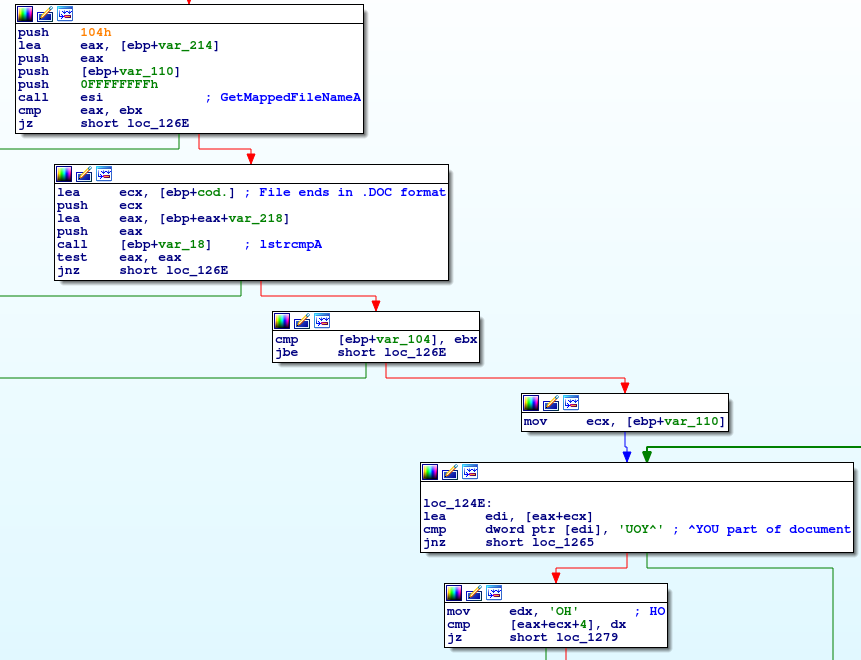 push 104h
lea eax, [ebp+var_214]
push eax
push [ebp+var_110]
push 0FFFFFFFFh
call esi ; GetMappedFileNameA
cmp eax, ebx
jz short loc_126E
lea ecx, [ebp+cod.] ; File ends in .DOC format
push ecx
lea eax, [ebp+eax+var_218]
push eax
call [ebp+var_18] ; lstrcmpA
test eax, eax
jnz short loc_126E
cmp [ebp+var_104], ebx
jbe short loc_126E
mov ecx, [ebp+var_110]
loc_124E:
lea edi, [eax+ecx]
cmp dword ptr [edi], 'UOY^' ; ^YOU part of document
jnz short loc_1265
mov edx, 'OH' ; HO
cmp [eax+ecx+4], dx
jz short loc_1279